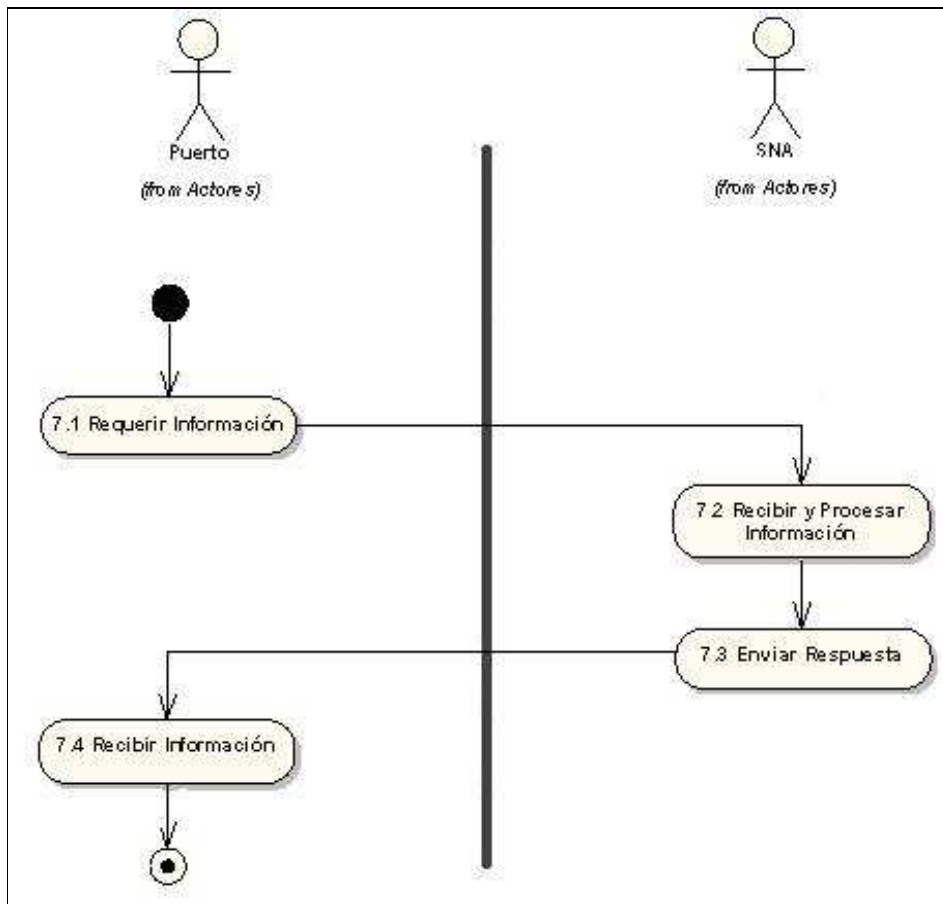 Puerto
(from Actores)
SNA
(from Actores)
7.1 Requerir Información
7.2 Recibir y Procesar
Información
7.3 Enviar Respuesta
7.4 Recibir Información